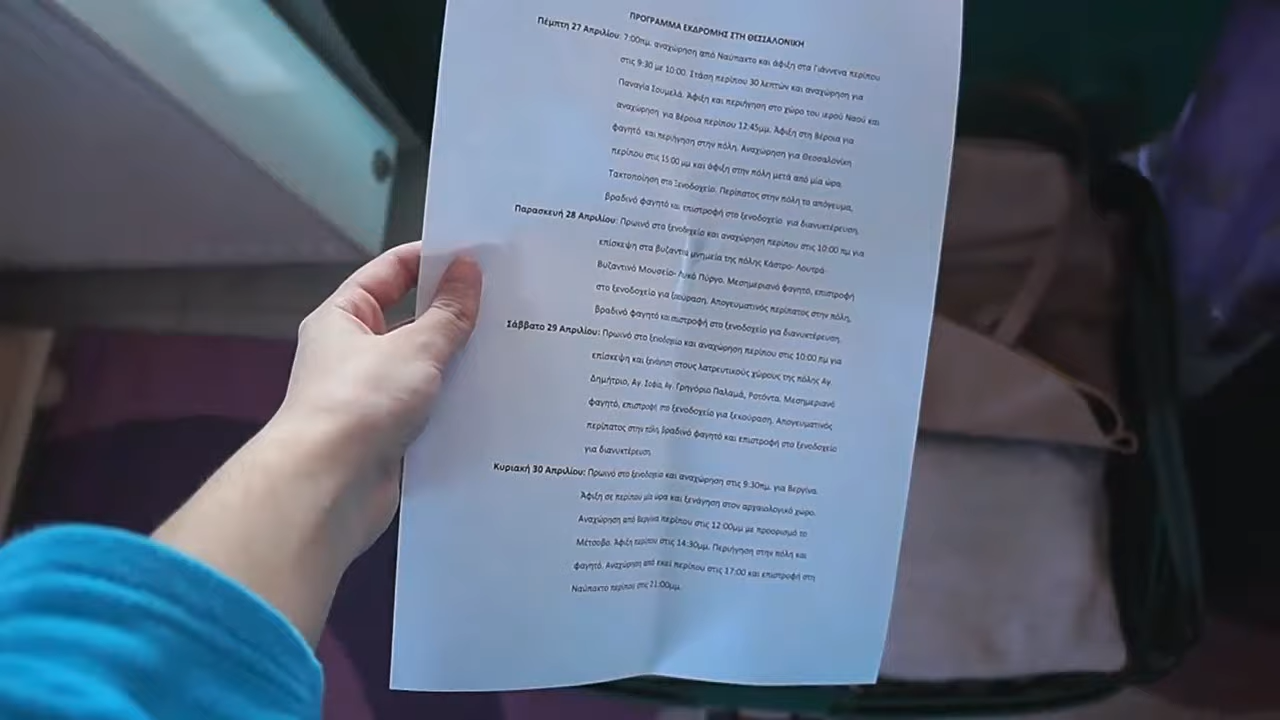 ΠΡΟΓΡΑΜΜΑ ΕΚΔΡΟΜΗΣ ΣΤΗ ΘΕΣΣΑΛΟΝΙΚΗ
Πέμπτη 27 Απριλίου: 7:00πμ. αναχώρηση από Ναύπακτο και άφιξη στα Γιάννενα περίπου
στις 9:30 με 10:00. Στάση περίπου 30 λεπτών και αναχώρηση για
Παναγία Σουμελά. Άφιξη και περιήγηση στο χώρο του ιερού Ναού και
αναχώρηση για Βέροια περίπου 12:45μμ. Άφιξη στη Βέροια για
φαγητό και περιήγηση στην πόλη. Αναχώρηση για Θεσσαλονίκη
περίπου στις 15:00 μμ και άφιξη στην πόλη μετά από μία ώρα.
Τακτοποίηση στο ξενοδοχείο. Περίπατος στην πόλη το απόγευμα,
βραδινό φαγητό και επιστροφή στο ξενοδοχείο για διανυκτέρευση.
Παρασκευή 28 Απριλίου: Πρωινό στο ξενοδοχείο και αναχώρηση περίπου στις 10:00 πμ για
επίσκεψη στα βυζαντινά μνημεία της πόλης Κάστρο- Λουτρά-
Βυζαντινό Μουσείο- Λευκό Πύργο. Μεσημεριανό φαγητό, επιστροφή
στο ξενοδοχείο για ξεκούραση. Απογευματινός περίπατος στην πόλη,
βραδινό φαγητό και επιστροφή στο ξενοδοχείο για διανυκτέρευση.
Σάββατο 29 Απριλίου: Πρωινό στο ξενοδοχείο και αναχώρηση περίπου στις 10:00 πμ για
επίσκεψη και ξενάγηση στους λατρευτικούς χώρους της πόλης Αγ.
Δημήτριο, Αγ. Σοφία, Αγ. Γρηγόριο Παλαμά, Ροτόντα. Μεσημεριανό
φαγητό, επιστροφή στο ξενοδοχείο για ξεκούραση. Απογευματινός
περίπατος στην πόλη βραδινό φαγητό και επιστροφή στο ξενοδοχείο
για διανυκτέρευση.
Κυριακή 30 Απριλίου: Πρωινό στο ξενοδοχείο και αναχώρηση στις 9:30πμ. για Βεργίνα.
Άφιξη σε περίπου μία ώρα και ξενάγηση στον αρχαιολογικό χώρο.
Αναχώρηση από Βεργίνα περίπου στις 12:00μμ με προορισμό το
Μέτσοβο. Άφιξη περίπου στις 14:30μμ. Περιήγηση στην πόλη και
φαγητό. Αναχώρηση από εκεί περίπου στις 17:00 και επιστροφή στη
Ναύπακτο περίπου στις 21:00μμ.